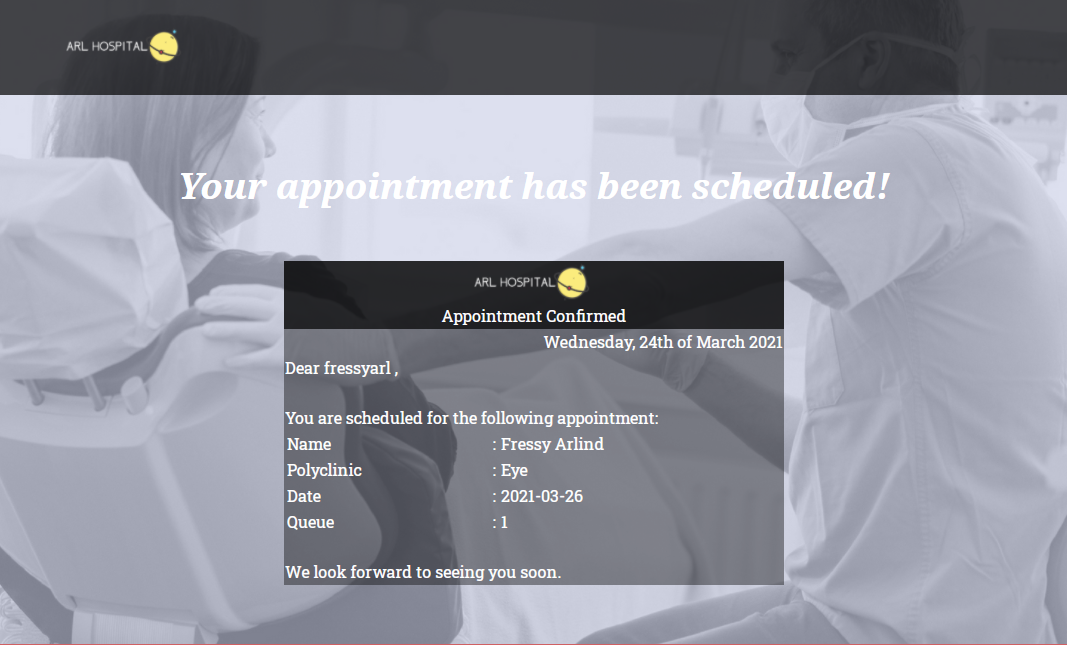 ARL HOSPITAL
Your appointment has been scheduled!
ARL HOSPITAL
Appointment Confirmed
Wednesday, 24th of March 2021
Dear fressyarl ,
You are scheduled for the following appointment:
Name : Fressy Arlind
Polyclinic : Eye
Date : 2021-03-26
Queue : 1
We look forward to seeing you soon.